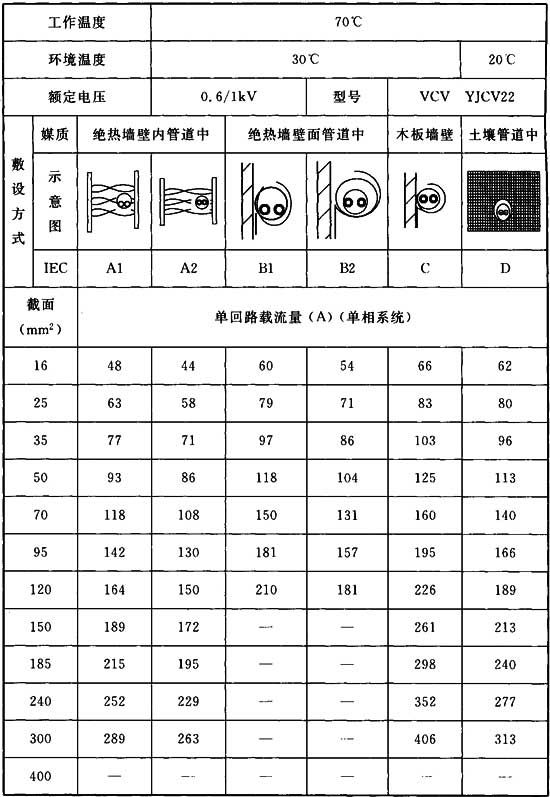 工作温度 70℃
环境温度 30℃ 20℃
额定电压 0.6/1kV 型号 VCV YJCV22
敷设方式
媒质 绝热墙壁内管道中 绝热墙壁面管道中 木板墙壁 土壤管道中
示意图
IEC A1 A2 B1 B2 C D
截面
(mm²)
单回路载流量(A)(单相系统)
16 48 44 60 54 66 62
25 63 58 79 71 83 80
35 77 71 97 86 103 96
50 93 86 118 104 125 113
70 118 108 150 131 160 140
95 142 130 181 157 195 166
120 164 150 210 181 226 189
150 189 172 — — 261 213
185 215 195 — — 298 240
240 252 229 — — 352 277
300 289 263 — — 406 313
400 — — — — — —